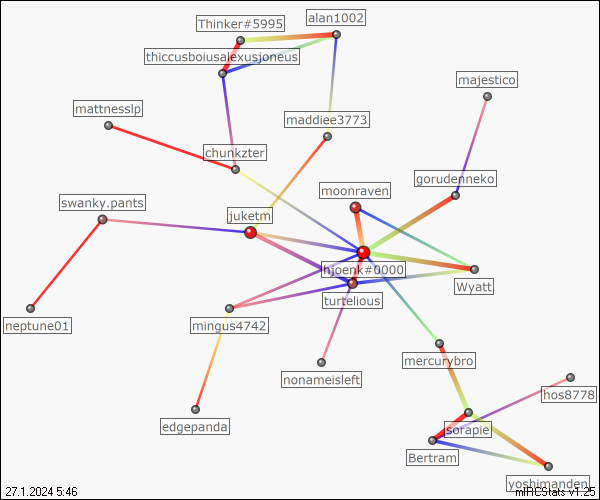 Thinker#5995
alan1002
thiccusboiusalexusjoneus
majestico
mattnesslp
maddiee3773
chunkzter
moonraven
gorudenneko
swanky.pants
juketm
hjoenk#0000
Wyatt
turtelious
neptune01
mingus4742
mercurybro
nonameisleft
hos8778
edgepanda
sorapie
Bertram
yoshimanden
27.1.2024 5:46
mIRCStats v1.25